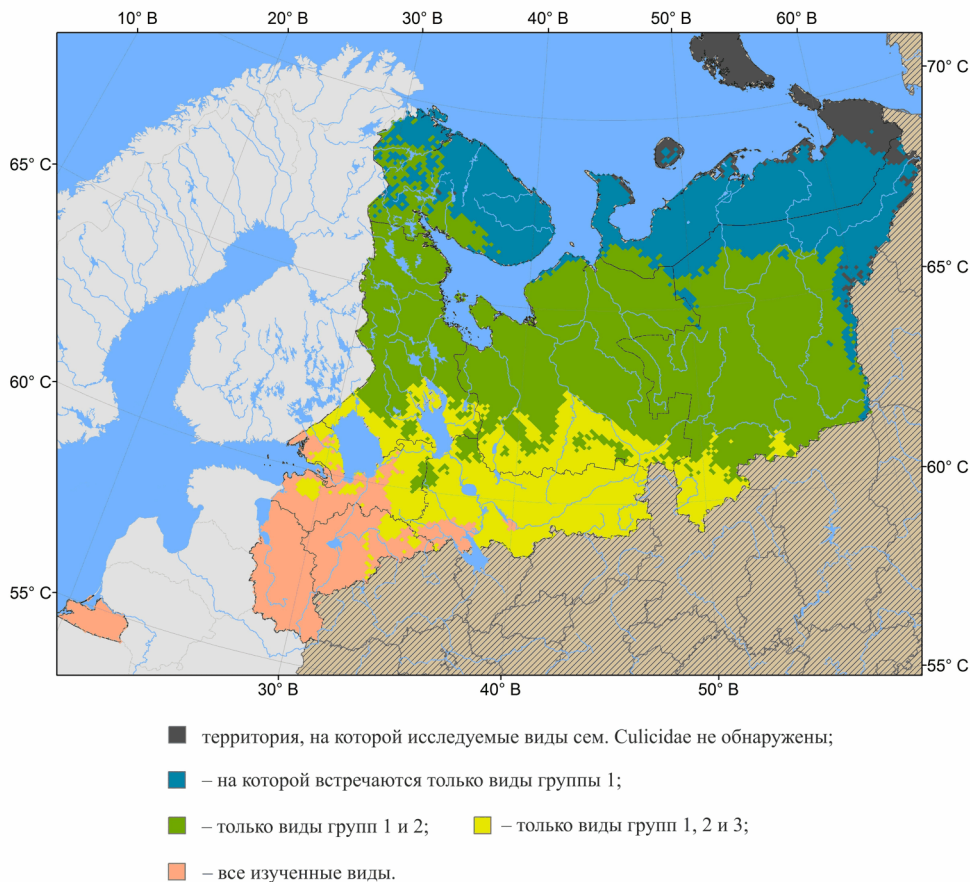 10° В 20° В 30° В 40° В 50° В 60° В
70° С
65° С
65° С
60° С
60° С
55° С
55° С
30° В 40° В 50° В
территория, на которой исследуемые виды сем. Culicidae не обнаружены;
– на которой встречаются только виды группы 1;
– только виды групп 1 и 2; – только виды групп 1, 2 и 3;
– все изученные виды.